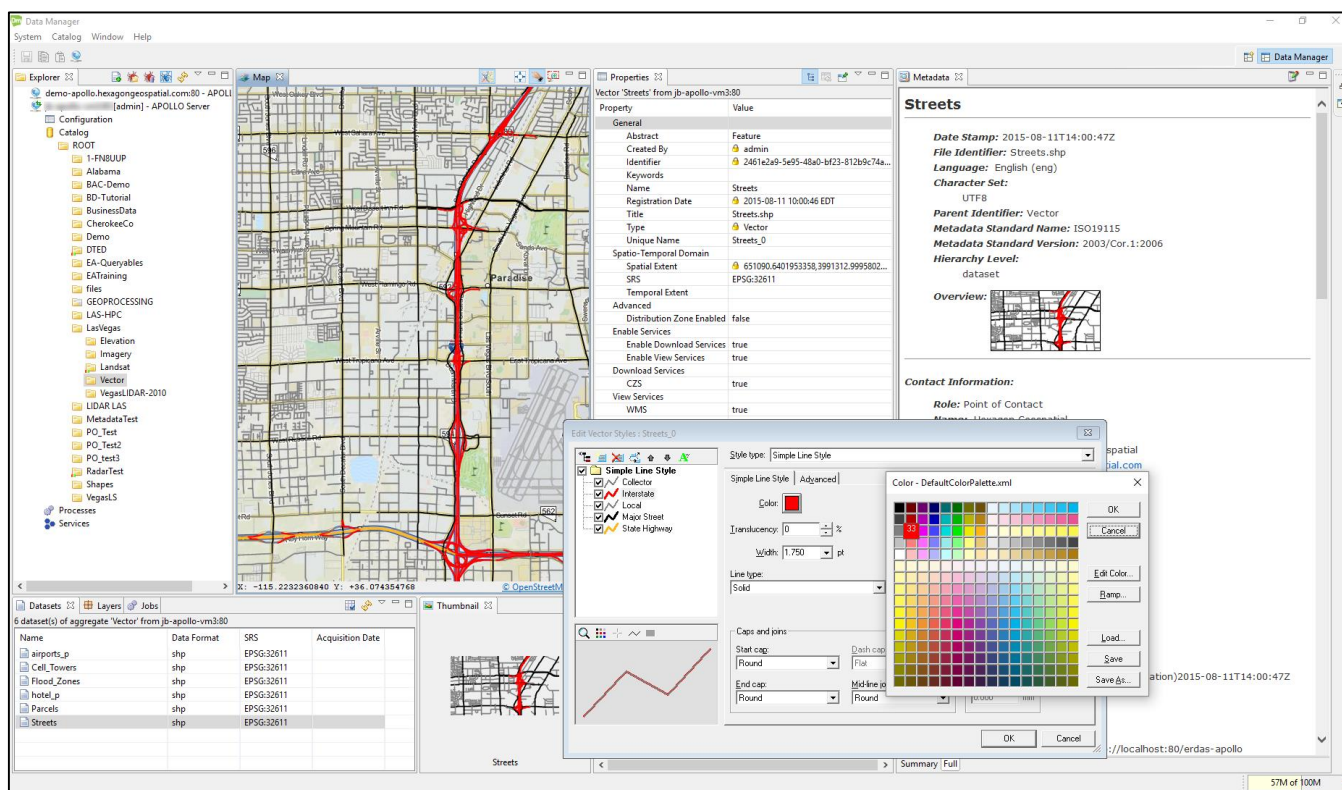 Data Manager
System Catalog Window Help
Data Manager
Explorer
demo-apollo.hexagongeospatial.com:80 - APOLL
[admin] - APOLLO Server
Configuration
Catalog
ROOT
1-FN8UUP
Alabama
BAC-Demo
BD-Tutorial
BusinessData
CherokeeCo
Demo
DTED
EA-Queryables
EATraining
files
GEOPROCESSING
LAS-HPC
LasVegas
Elevation
Imagery
Landsat
Vector
VegasLIDAR-2010
LIDAR LAS
MetadataTest
PO_Test
PO_Test2
PO_test3
RadarTest
Shapes
VegasLS
Processes
Services
Map
West Sahara Ave
596
Paradise
562
X: -115.2232360840 Y: +36.074354768
© OpenStreetM
Properties
Vector 'Streets' from jb-apollo-vm3:80
Property Value
General
Abstract Feature
Created By admin
Identifier 2461e2a9-5e95-48a0-bf23-812b9c74a...
Keywords
Name Streets
Registration Date 2015-08-11 10:00:46 EDT
Title Streets.shp
Type Vector
Unique Name Streets_0
Spatio-Temporal Domain
Spatial Extent 651090.6401953358,3991312.9995802...
SRS EPSG:32611
Temporal Extent
Advanced
Distribution Zone Enabled false
Enable Services
Enable Download Services true
Enable View Services true
Download Services
CZS true
View Services
WMS true
Metadata
Streets
Date Stamp: 2015-08-11T14:00:47Z
File Identifier: Streets.shp
Language: English (eng)
Character Set:
UTF8
Parent Identifier: Vector
Metadata Standard Name: ISO19115
Metadata Standard Version: 2003/Cor.1:2006
Hierarchy Level:
dataset
Overview:
Contact Information:
Role: Point of Contact
Name: Hexagon Geospatial
spatial
ial.com
ation)2015-08-11T14:00:47Z
://localhost:80/erdas-apollo
Summary Full
Edit Vector Styles : Streets_0
Simple Line Style
Collector
Interstate
Local
Major Street
State Highway
Style type: Simple Line Style
Simple Line Style Advanced
Color:
Translucency: 0 %
Width: 1.750 pt
Line type:
Solid
Caps and joins
Start cap: Dash cap
Round Flat
End cap: Mid-line jo
Round Round 0.000 mm
OK Cancel
Color - DefaultColorPalette.xml
33
OK
Cancel
Edit Color...
Ramp...
Load...
Save
Save As...
Datasets Layers Jobs
6 dataset(s) of aggregate 'Vector' from jb-apollo-vm3:80
Name Data Format SRS Acquisition Date
airports_p shp EPSG:32611
Cell_Towers shp EPSG:32611
Flood_Zones shp EPSG:32611
hotel_p shp EPSG:32611
Parcels shp EPSG:32611
Streets shp EPSG:32611
Thumbnail
Streets
57M of 100M